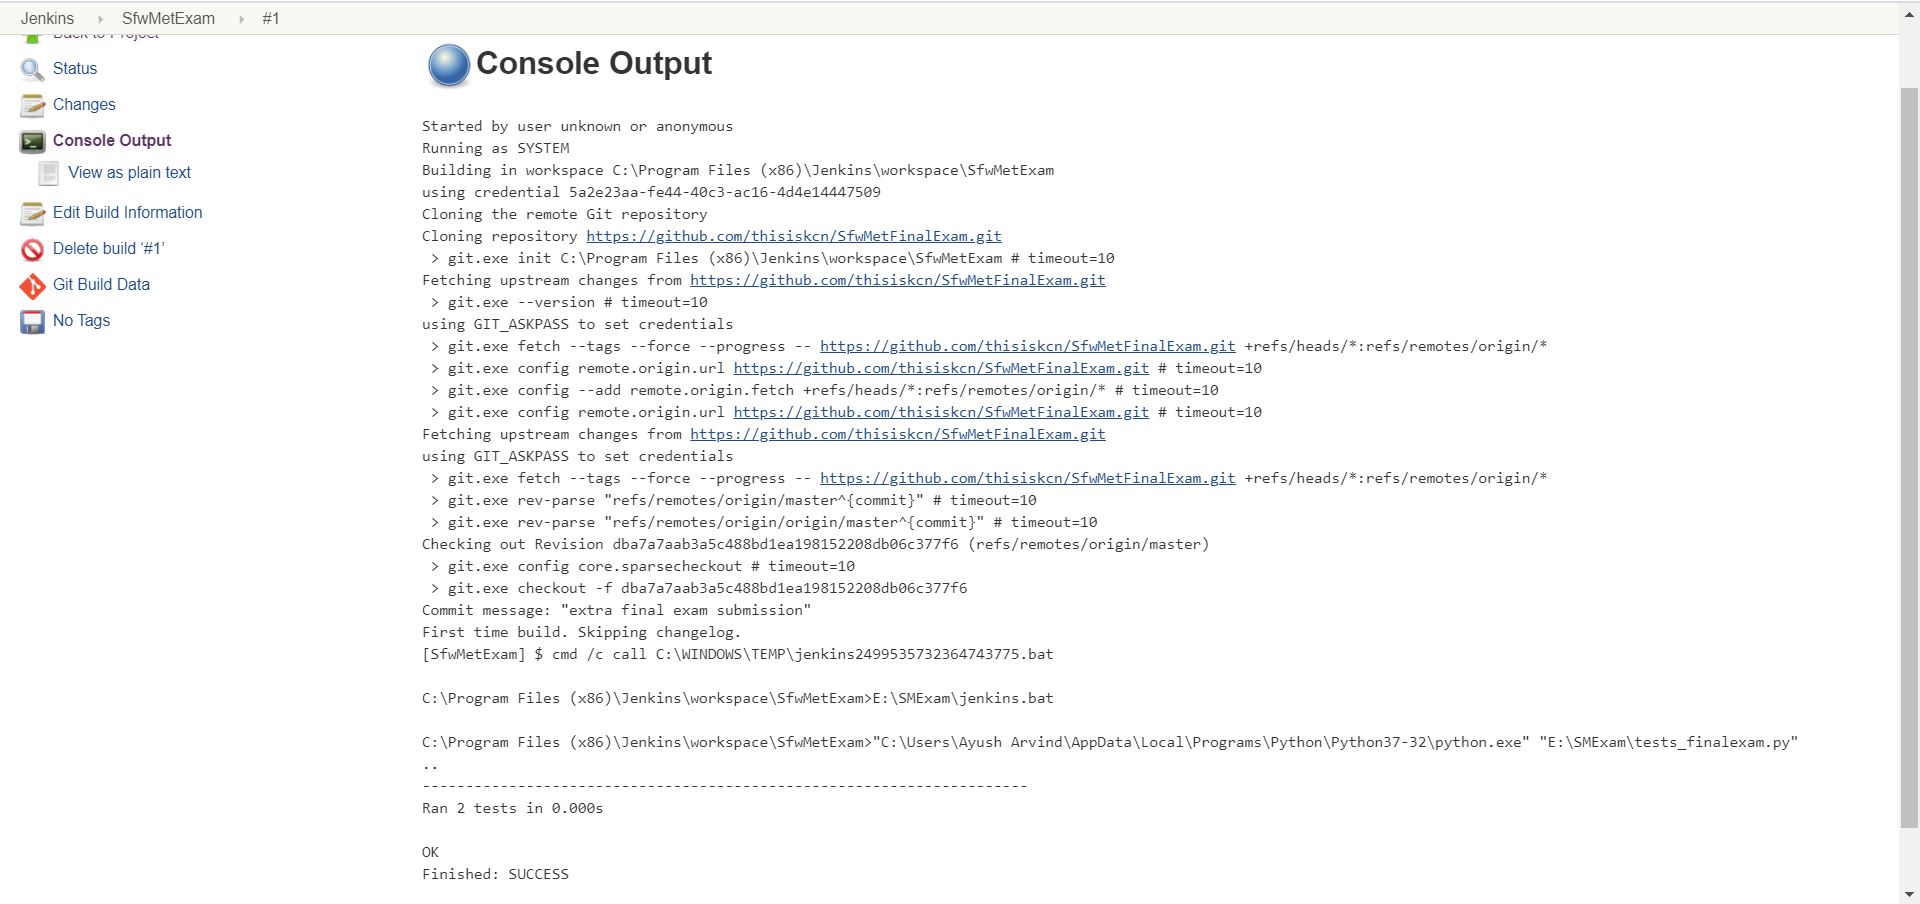 Jenkins SfwMetExam #1
Back to Project
Status
Changes
Console Output
View as plain text
Edit Build Information
Delete build ‘#1’
Git Build Data
No Tags
Console Output
Started by user unknown or anonymous
Running as SYSTEM
Building in workspace C:\Program Files (x86)\Jenkins\workspace\SfwMetExam
using credential 5a2e23aa-fe44-40c3-ac16-4d4e14447509
Cloning the remote Git repository
Cloning repository https://github.com/thisiskcn/SfwMetFinalExam.git
 > git.exe init C:\Program Files (x86)\Jenkins\workspace\SfwMetExam # timeout=10
Fetching upstream changes from https://github.com/thisiskcn/SfwMetFinalExam.git
 > git.exe --version # timeout=10
using GIT_ASKPASS to set credentials
 > git.exe fetch --tags --force --progress -- https://github.com/thisiskcn/SfwMetFinalExam.git +refs/heads/*:refs/remotes/origin/*
 > git.exe config remote.origin.url https://github.com/thisiskcn/SfwMetFinalExam.git # timeout=10
 > git.exe config --add remote.origin.fetch +refs/heads/*:refs/remotes/origin/* # timeout=10
 > git.exe config remote.origin.url https://github.com/thisiskcn/SfwMetFinalExam.git # timeout=10
Fetching upstream changes from https://github.com/thisiskcn/SfwMetFinalExam.git
using GIT_ASKPASS to set credentials
 > git.exe fetch --tags --force --progress -- https://github.com/thisiskcn/SfwMetFinalExam.git +refs/heads/*:refs/remotes/origin/*
 > git.exe rev-parse "refs/remotes/origin/master^{commit}" # timeout=10
 > git.exe rev-parse "refs/remotes/origin/origin/master^{commit}" # timeout=10
Checking out Revision dba7a7aab3a5c488bd1ea198152208db06c377f6 (refs/remotes/origin/master)
 > git.exe config core.sparsecheckout # timeout=10
 > git.exe checkout -f dba7a7aab3a5c488bd1ea198152208db06c377f6
Commit message: "extra final exam submission"
First time build. Skipping changelog.
[SfwMetExam] $ cmd /c call C:\WINDOWS\TEMP\jenkins2499535732364743775.bat
C:\Program Files (x86)\Jenkins\workspace\SfwMetExam>E:\SMExam\jenkins.bat
C:\Program Files (x86)\Jenkins\workspace\SfwMetExam>"C:\Users\Ayush Arvind\AppData\Local\Programs\Python\Python37-32\python.exe" "E:\SMExam\tests_finalexam.py"
..
----------------------------------------------------------------------
Ran 2 tests in 0.000s
OK
Finished: SUCCESS